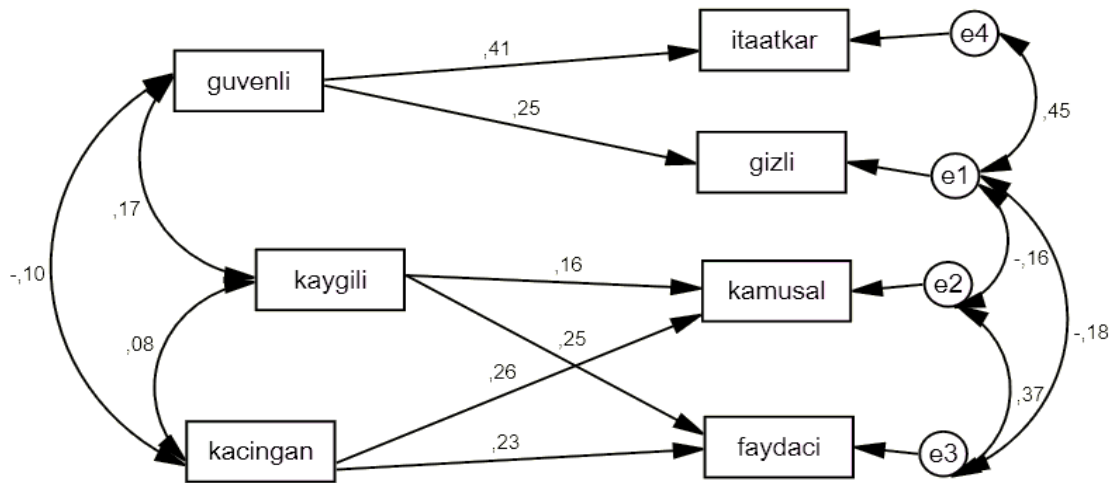 itaatkar
e4
,41
guvenli
,45
,25
gizli
e1
,17
-,10
kaygili
,16
kamusal
e2
-,16
,08
,25
,26
-,18
,37
kacingan
,23
faydaci
e3